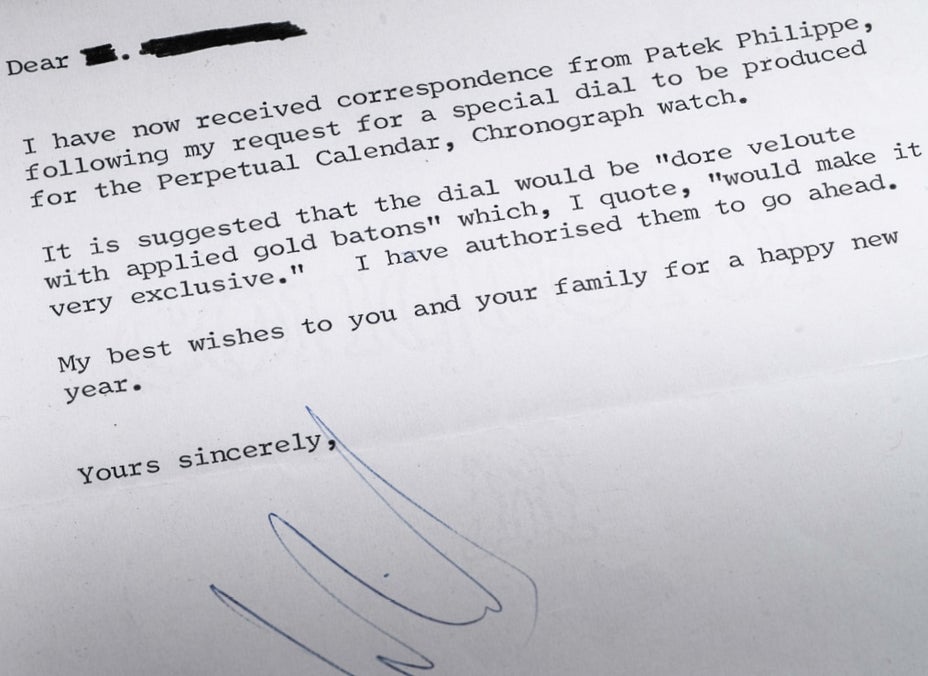 Dear
I have now received correspondence from Patek Philippe,
following my request for a special dial to be produced
for the Perpetual Calendar, Chronograph watch.
It is suggested that the dial would be "dore veloute
with applied gold batons" which, I quote, "would make it
very exclusive." I have authorised them to go ahead.
My best wishes to you and your family for a happy new
year.
Yours sincerely,